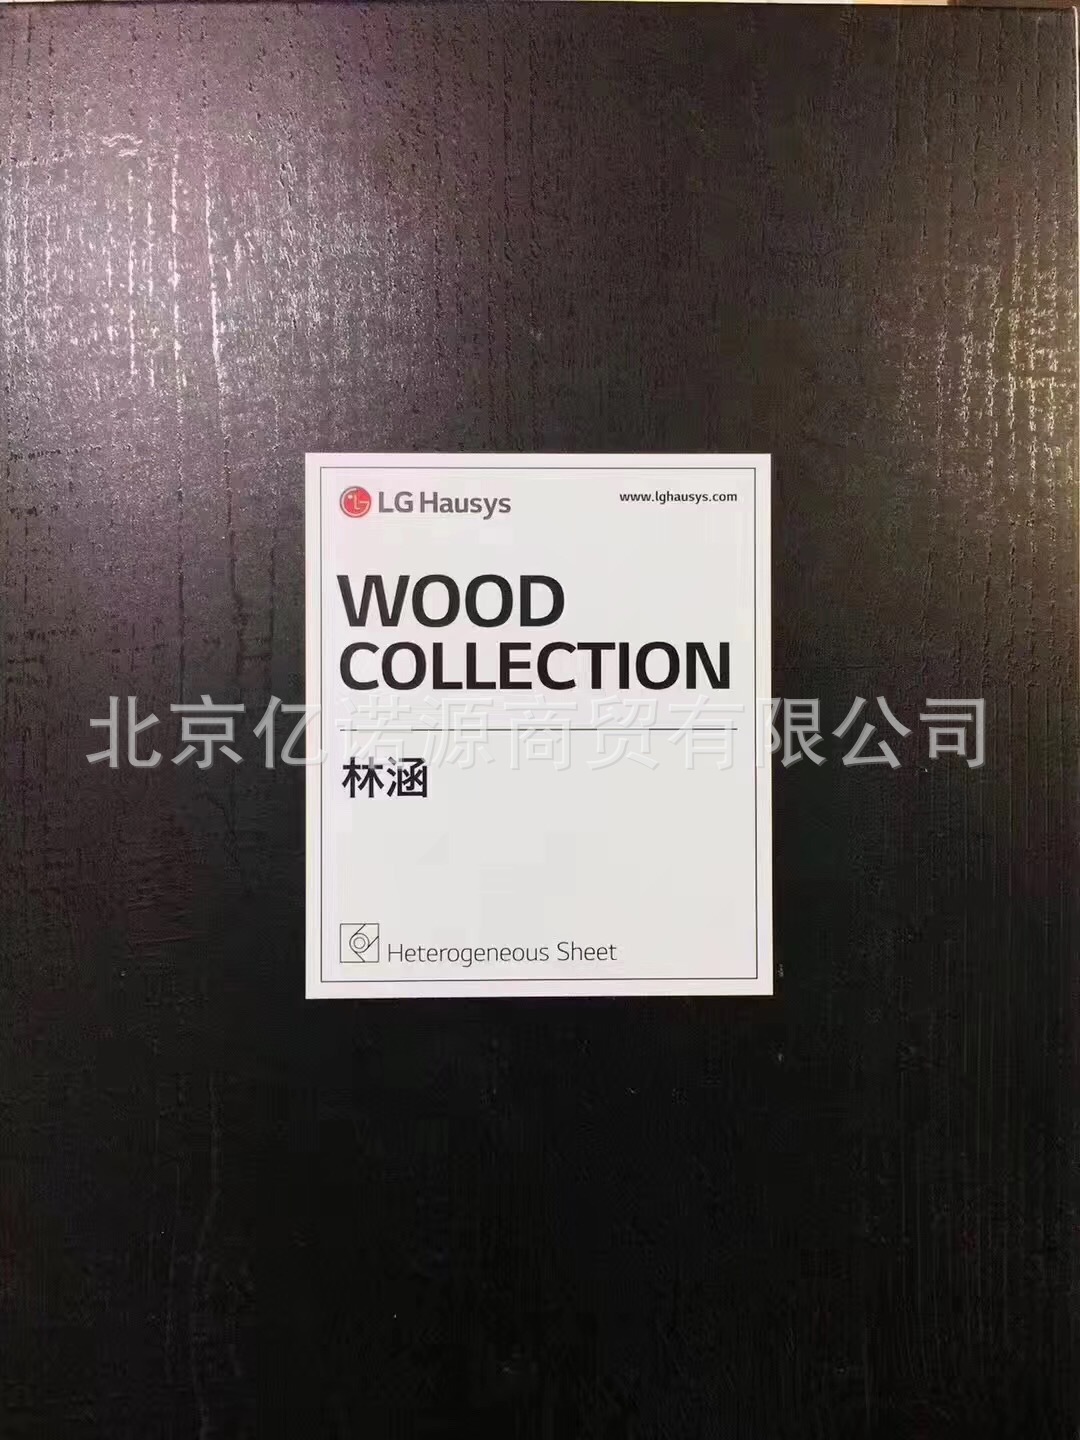 LG Hausys
www.lghausys.com
WOOD
COLLECTION
北京亿诺源商贸有限公司
林涵
Heterogeneous Sheet